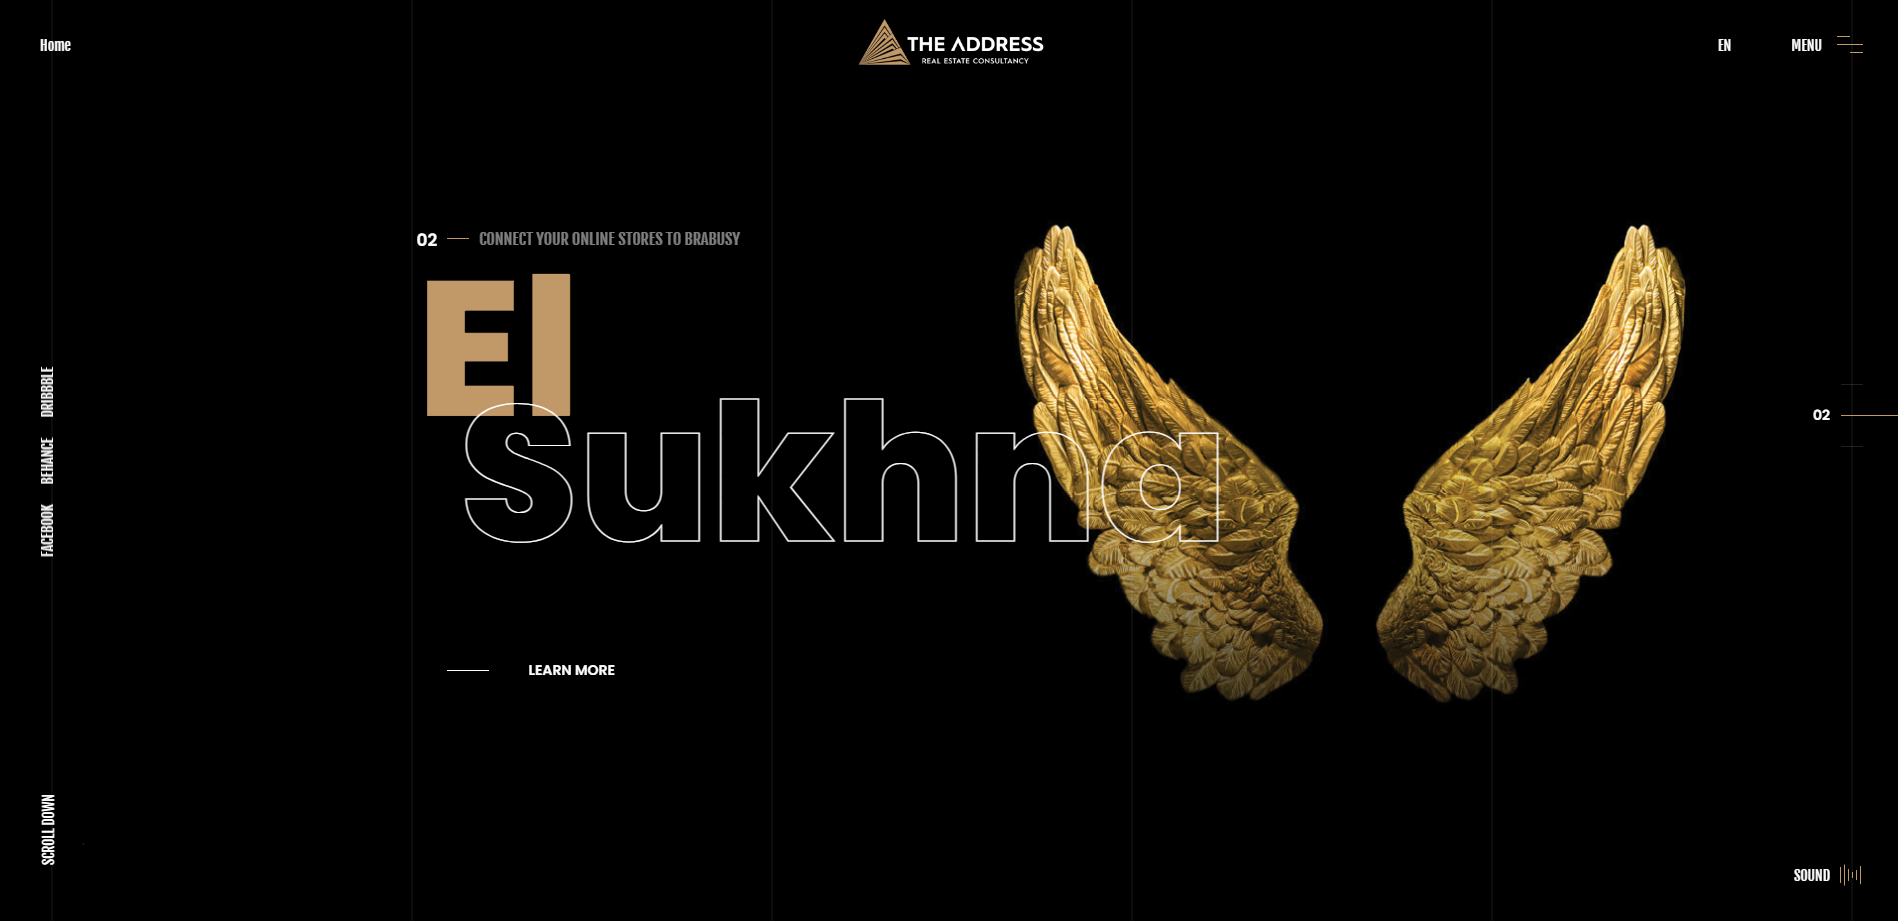 Home
THE ADDRESS
REAL ESTATE CONSULTANCY
EN
MENU
02
CONNECT YOUR ONLINE STORES TO BRABUSY
El
Sukhna
LEARN MORE
DRIBBBLE
BEHANCE
FACEBOOK
02
SCROLL DOWN
SOUND